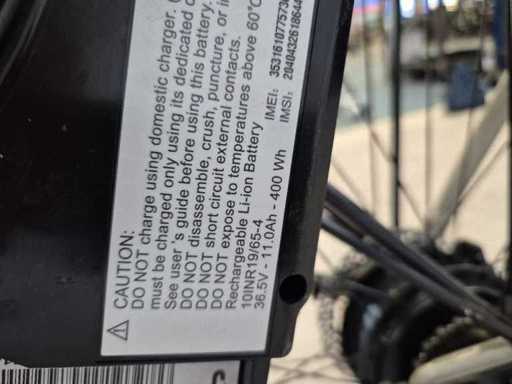 CAUTION:
DO NOT charge using domestic charger.
must be charged only using its dedicated
See user's guide before using this battery.
DO NOT disassemble, crush, puncture, or
DO NOT short circuit external contacts.
DO NOT expose to temperatures above 60°C
Rechargeable Li-ion Battery
10INR19/65-4
36.5V - 11.0Ah - 400 Wh
IMEI:
IMSI: